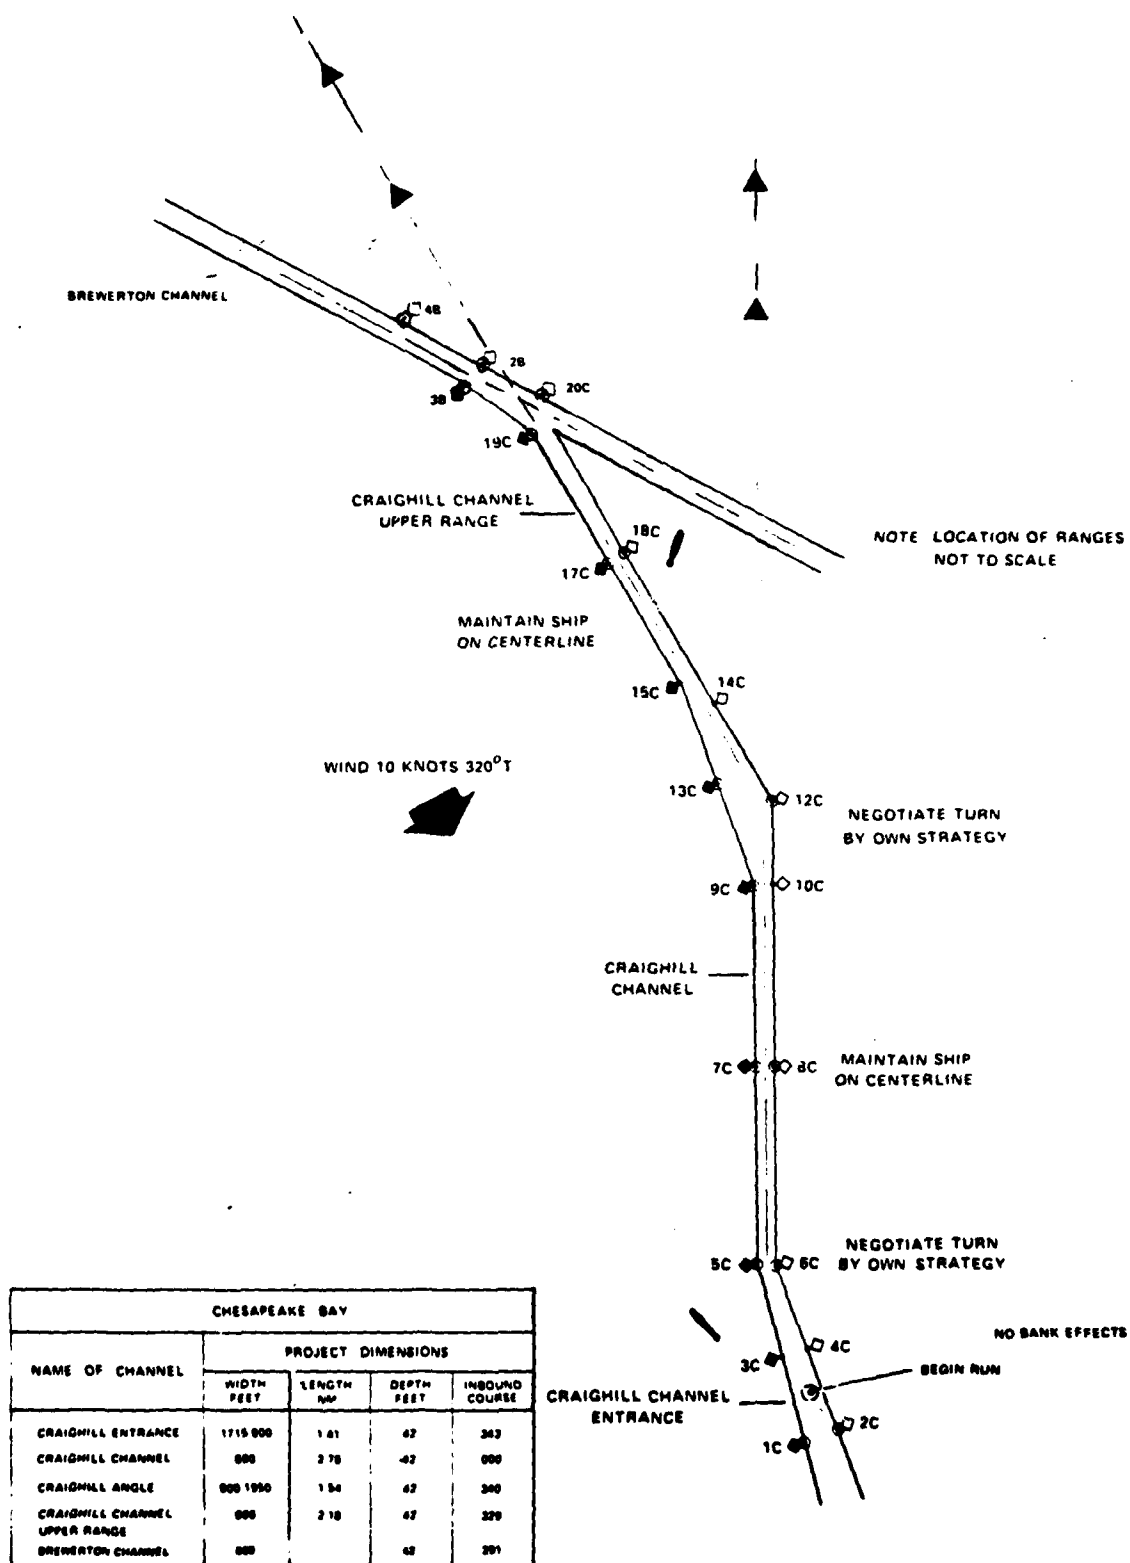 BREWERTON CHANNEL
4B
2B
20C
3B
19C
CRAIGHILL CHANNEL
UPPER RANGE
18C
NOTE LOCATION OF RANGES
NOT TO SCALE
17C
MAINTAIN SHIP
ON CENTERLINE
15C
14C
WIND 10 KNOTS 320°T
13C
12C
NEGOTIATE TURN
BY OWN STRATEGY
9C
10C
CRAIGHILL
CHANNEL
7C
8C
MAINTAIN SHIP
ON CENTERLINE
5C
6C
NEGOTIATE TURN
BY OWN STRATEGY
NO BANK EFFECTS
4C
3C
BEGIN RUN
CRAIGHILL CHANNEL
ENTRANCE
2C
1C
CHESAPEAKE BAY
NAME OF CHANNEL
PROJECT DIMENSIONS
WIDTH FEET
LENGTH NM
DEPTH FEET
INBOUND COURSE
CRAIGHILL ENTRANCE 42 343
CRAIGHILL CHANNEL 42 000
CRAIGHILL ANGLE 42 340
CRAIGHILL CHANNEL UPPER RANGE 42
BREWERTON CHANNEL 42